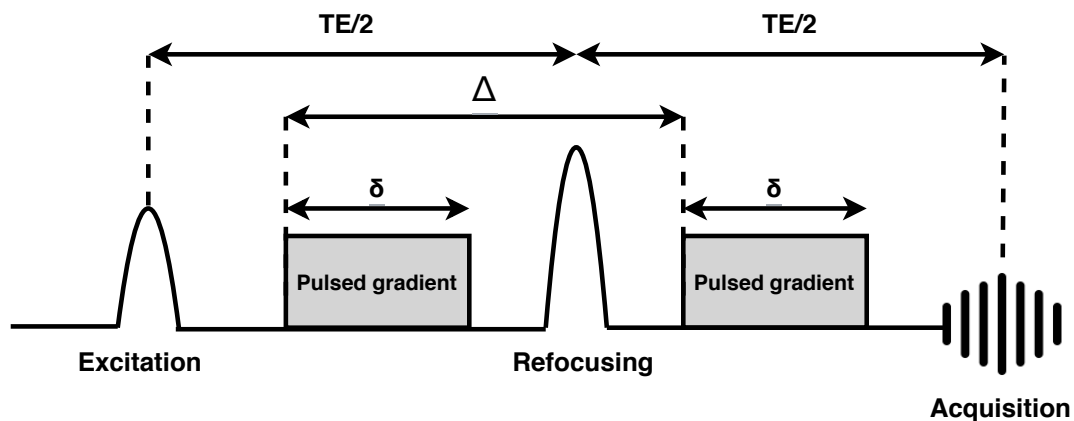 TE/2
TE/2
Δ
δ
δ
Pulsed gradient
Pulsed gradient
Excitation
Refocusing
Acquisition